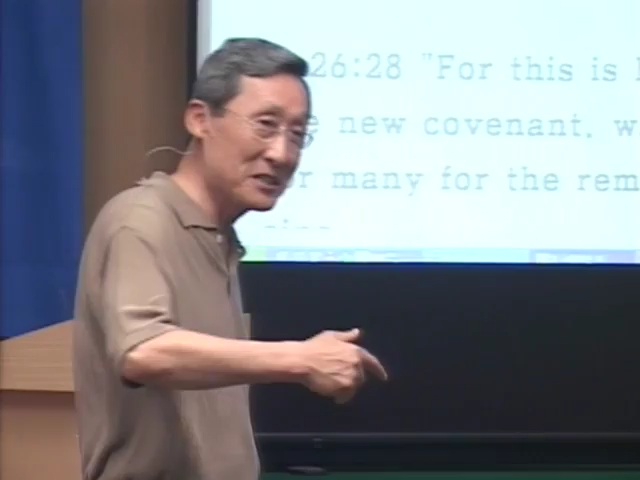 26:28 "For this is
new covenant, w
many for the rem